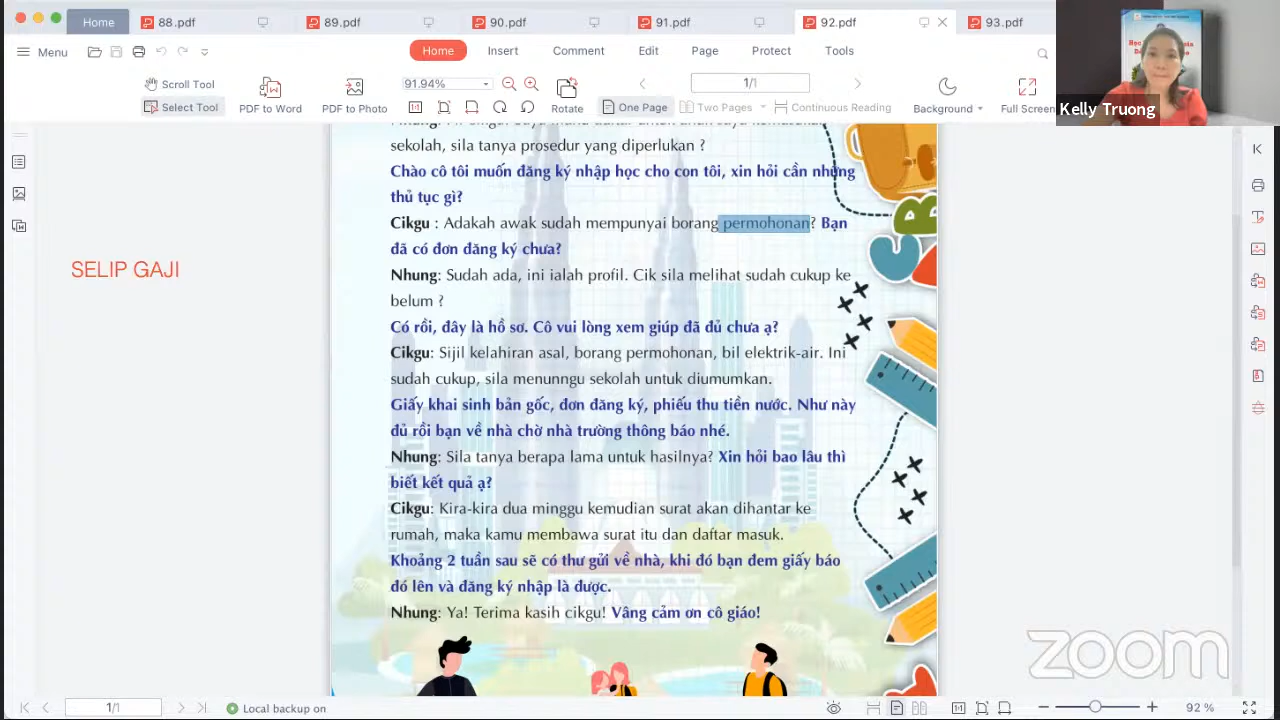 Home
88.pdf
89.pdf
90.pdf
91.pdf
92.pdf
93.pdf
Menu
Home
Insert
Comment
Edit
Page
Protect
Tools
Scroll Tool
Select Tool
PDF to Word
PDF to Photo
91.94%
Rotate
1/1
One Page
Two Pages
Continuous Reading
Background
Full Screen
Kelly Truong
SELIP GAJI
sekolah, sila tanya prosedur yang diperlukan ?
Chào cô tôi muốn đăng ký nhập học cho con tôi, xin hỏi cần những
thủ tục gì?
Cikgu : Adakah awak sudah mempunyai borang permohonan? Bạn
đã có đơn đăng ký chưa?
Nhung: Sudah ada, ini ialah profil. Cik sila melihat sudah cukup ke
belum ?
Có rồi, đây là hồ sơ. Cô vui lòng xem giúp đã đủ chưa ạ?
Cikgu: Sijil kelahiran asal, borang permohonan, bil elektrik-air. Ini
sudah cukup, sila menunngu sekolah untuk diumumkan.
Giấy khai sinh bản gốc, đơn đăng ký, phiếu thu tiền nước. Như này
đủ rồi bạn về nhà chờ nhà trường thông báo nhé.
Nhung: Sila tanya berapa lama untuk hasilnya? Xin hỏi bao lâu thì
biết kết quả ạ?
Cikgu: Kira-kira dua minggu kemudian surat akan dihantar ke
rumah, maka kamu membawa surat itu dan daftar masuk.
Khoảng 2 tuần sau sẽ có thư gửi về nhà, khi đó bạn đem giấy báo
đó lên và đăng ký nhập là được.
Nhung: Ya! Terima kasih cikgu! Vâng cảm ơn cô giáo!
zoom
1/1
Local backup on
92 %